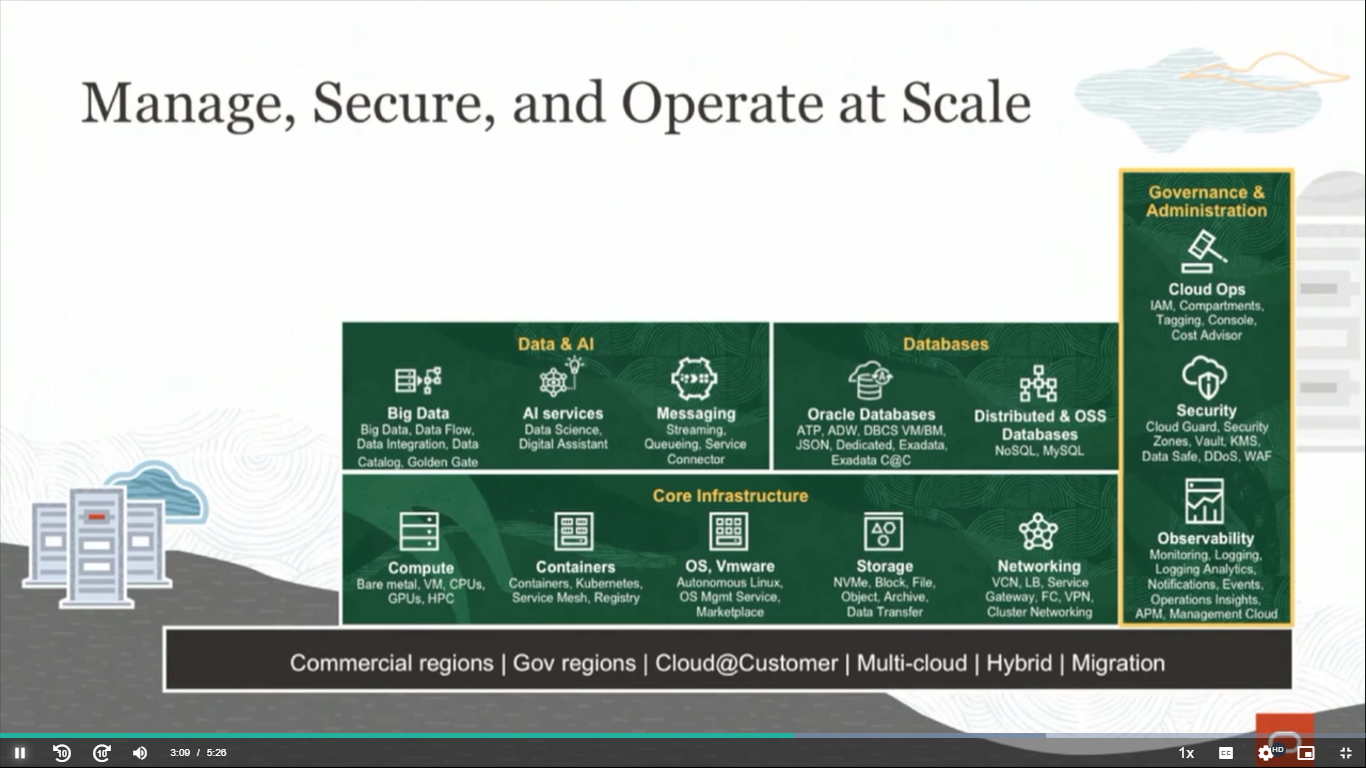 Manage, Secure, and Operate at Scale
Governance &
Administration
Cloud Ops
IAM, Compartments,
Tagging, Console,
Cost Advisor
Security
Cloud Guard, Security
Zones, Vault, KMS,
Data Safe, DDoS, WAF
Observability
Monitoring, Logging,
Logging Analytics,
Notifications, Events,
Operations Insights,
APM, Management Cloud
Data & AI
Big Data
Big Data, Data Flow,
Data Integration, Data
Catalog, Golden Gate
AI services
Data Science,
Digital Assistant
Messaging
Streaming,
Queueing, Service
Connector
Databases
Oracle Databases
ATP, ADW, DBCS VM/BM,
JSON, Dedicated, Exadata,
Exadata C@C
Distributed & OSS
Databases
NoSQL, MySQL
Core Infrastructure
Compute
Bare metal, VM, CPUs,
GPUs, HPC
Containers
Containers, Kubernetes,
Service Mesh, Registry
OS, Vmware
Autonomous Linux,
OS Mgmt Service,
Marketplace
Storage
NVMe, Block, File,
Object, Archive,
Data Transfer
Networking
VCN, LB, Service
Gateway, FC, VPN,
Cluster Networking
Commercial regions | Gov regions | Cloud@Customer | Multi-cloud | Hybrid | Migration
10
10
3:09 / 5:26
1x
CC
HD